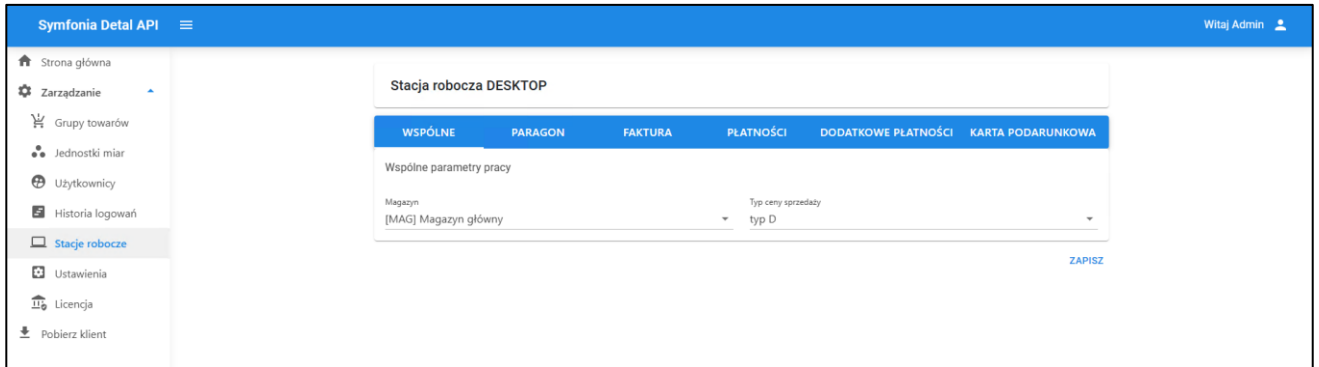 Symfonia Detal API
Witaj Admin
Strona główna
Zarządzanie
Grupy towarów
Jednostki miar
Użytkownicy
Historia logowań
Stacje robocze
Ustawienia
Licencja
Pobierz klient
Stacja robocza DESKTOP
WSPÓLNE PARAGON FAKTURA PŁATNOŚCI DODATKOWE PŁATNOŚCI KARTA PODARUNKOWA
Wspólne parametry pracy
Magazyn
[MAG] Magazyn główny
Typ ceny sprzedaży
typ D
ZAPISZ